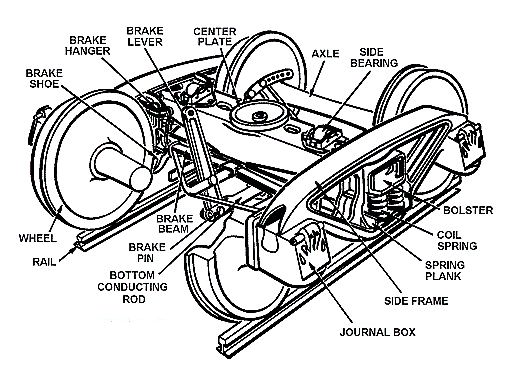 BRAKE
HANGER
BRAKE
LEVER
CENTER
PLATE
AXLE
SIDE
BEARING
BRAKE
SHOE
WHEEL
RAIL
BRAKE
BEAM
BRAKE
PIN
BOTTOM
CONDUCTING
ROD
BOLSTER
COIL
SPRING
SPRING
PLANK
SIDE FRAME
JOURNAL BOX